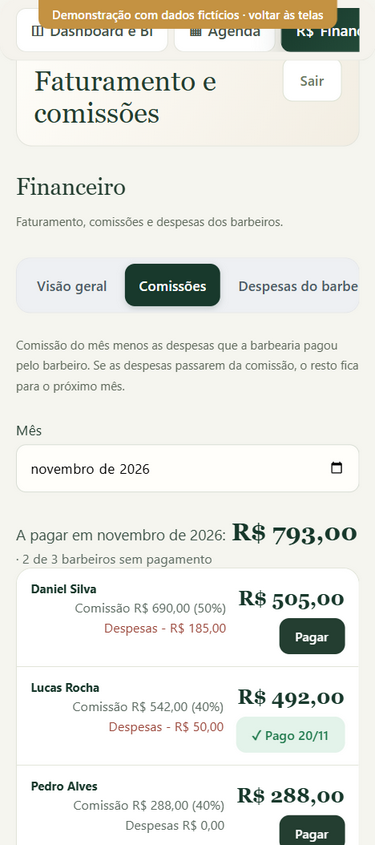 Demonstração com dados fictícios · voltar às telas
Dashboard e BI
Agenda
R$ Finan
Faturamento e
comissões
Sair
Financeiro
Faturamento, comissões e despesas dos barbeiros.
Visão geral
Comissões
Despesas do barbe
Comissão do mês menos as despesas que a barbearia pagou
pelo barbeiro. Se as despesas passarem da comissão, o resto fica
para o próximo mês.
Mês
novembro de 2026
A pagar em novembro de 2026: R$ 793,00
· 2 de 3 barbeiros sem pagamento
Daniel Silva
Comissão R$ 690,00 (50%)
Despesas - R$ 185,00
R$ 505,00
Pagar
Lucas Rocha
Comissão R$ 542,00 (40%)
Despesas - R$ 50,00
R$ 492,00
✓ Pago 20/11
Pedro Alves
Comissão R$ 288,00 (40%)
Despesas R$ 0,00
R$ 288,00
Pagar